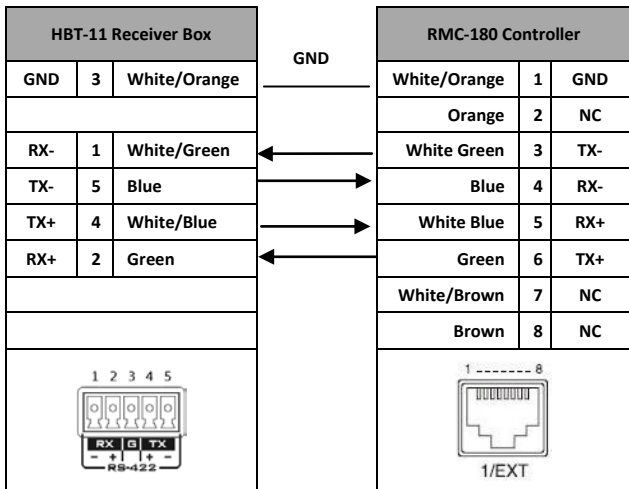 HBT-11 Receiver Box
GND
RMC-180 Controller
GND 3 White/Orange
White/Orange 1 GND
Orange 2 NC
RX- 1 White/Green
White Green 3 TX-
TX- 5 Blue
Blue 4 RX-
TX+ 4 White/Blue
White Blue 5 RX+
RX+ 2 Green
Green 6 TX+
White/Brown 7 NC
Brown 8 NC
1 2 3 4 5
RX G TX
- + + -
RS-422
1 ------- 8
1/EXT